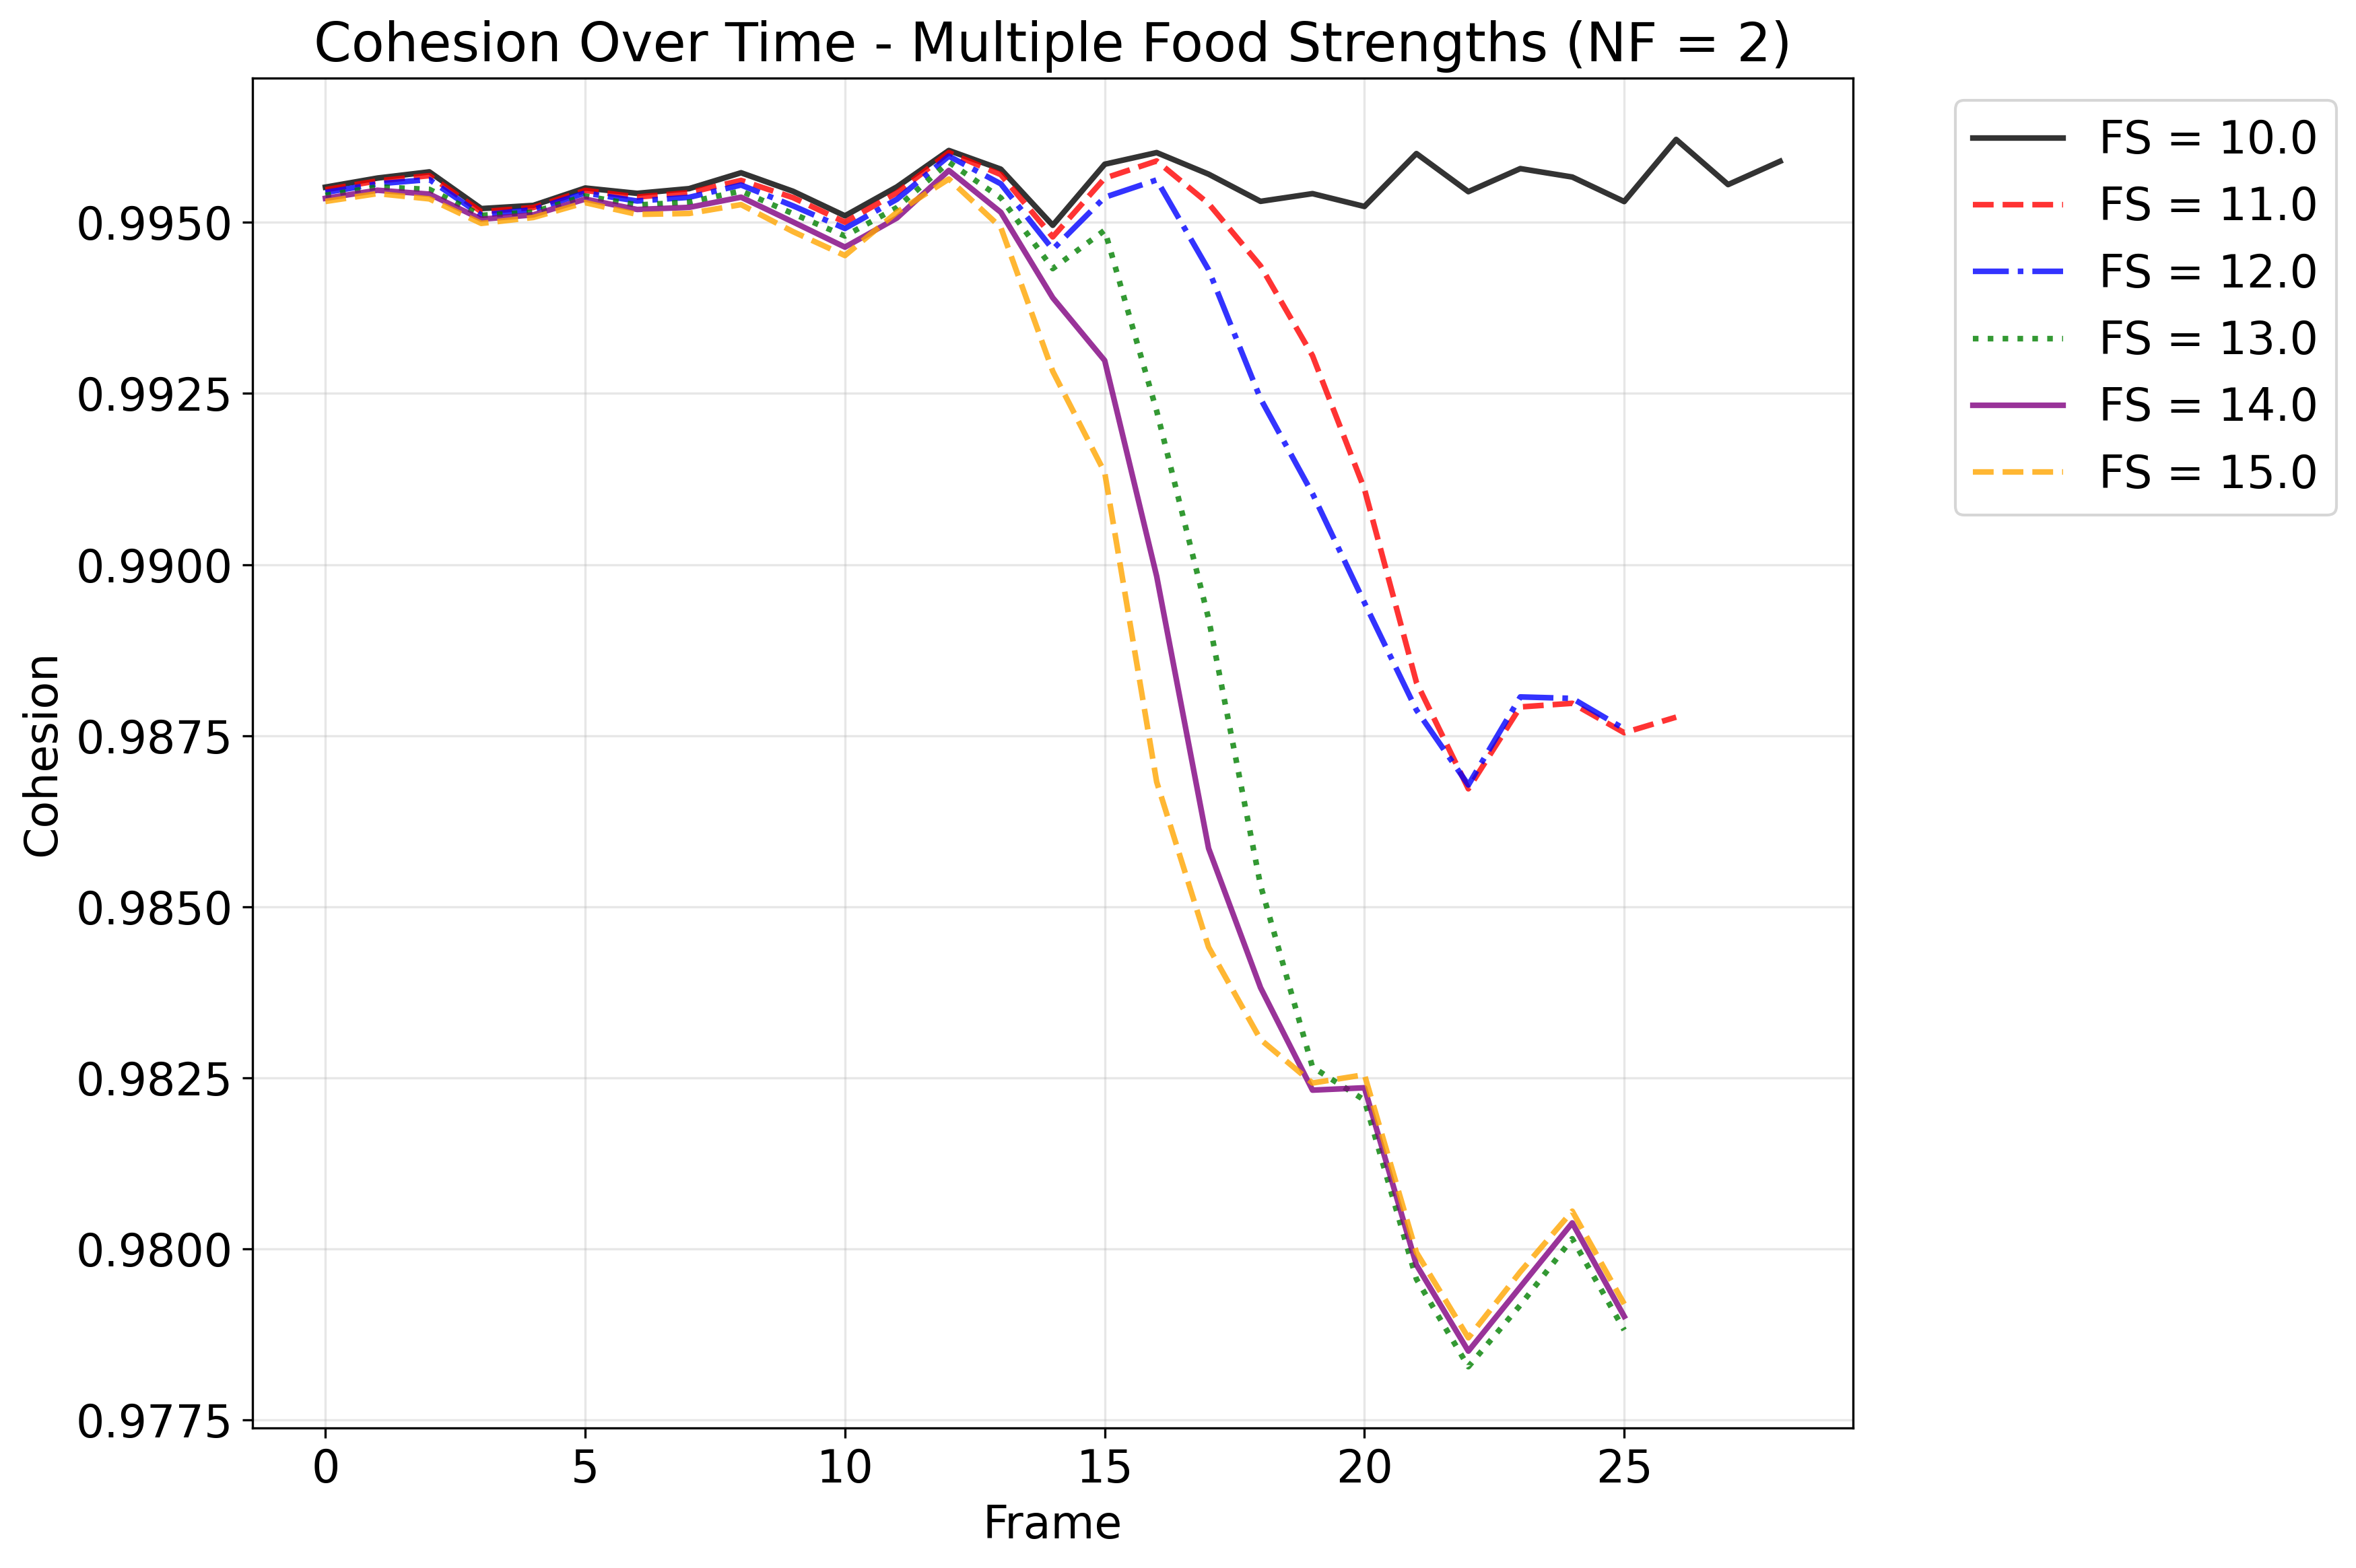 Cohesion Over Time - Multiple Food Strengths (NF = 2)
FS = 10.0
FS = 11.0
FS = 12.0
FS = 13.0
FS = 14.0
FS = 15.0
0.9950
0.9925
0.9900
0.9875
0.9850
0.9825
0.9800
0.9775
Cohesion
0 5 10 15 20 25
Frame